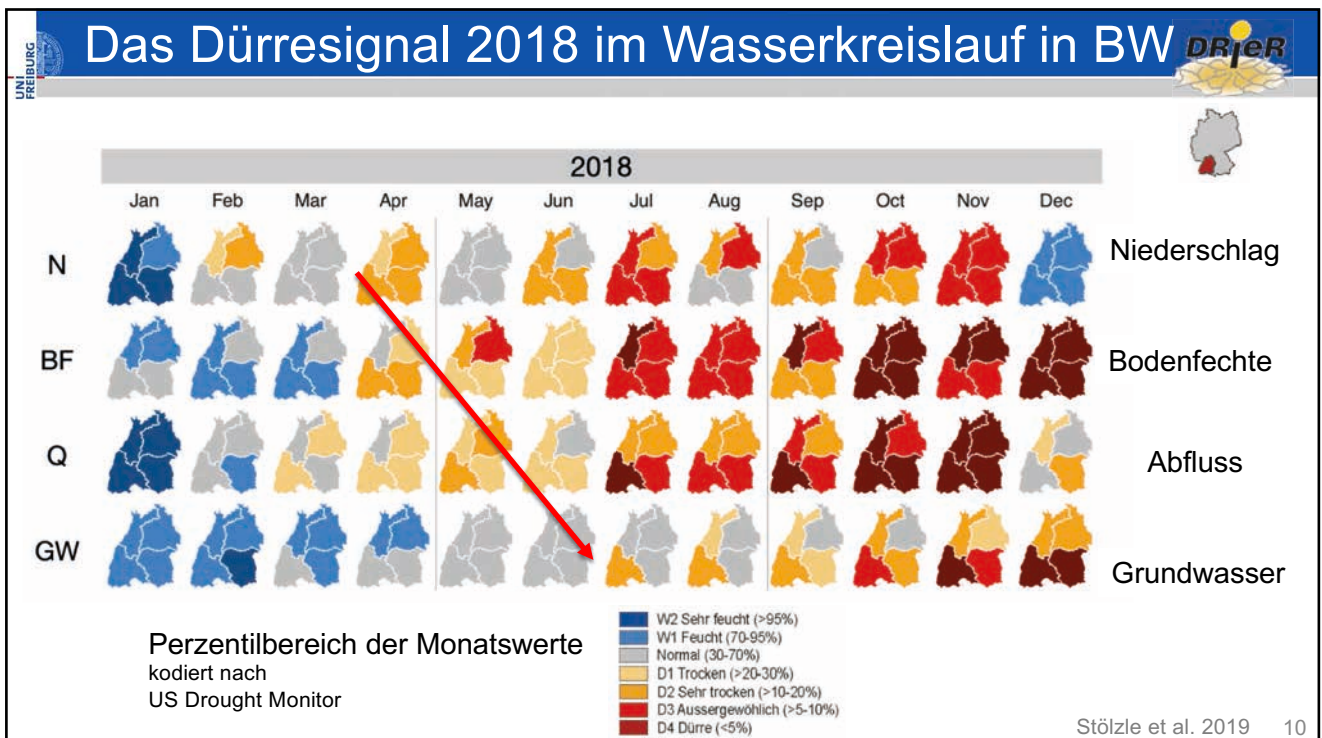 UNI
FREIBURG
Das Dürresignal 2018 im Wasserkreislauf in BW
DRIeR
2018
Jan Feb Mar Apr May Jun Jul Aug Sep Oct Nov Dec
N
Niederschlag
BF
Bodenfechte
Q
Abfluss
GW
Grundwasser
Perzentilbereich der Monatswerte
kodiert nach
US Drought Monitor
W2 Sehr feucht (>95%)
W1 Feucht (70-95%)
Normal (30-70%)
D1 Trocken (>20-30%)
D2 Sehr trocken (>10-20%)
D3 Aussergewöhlich (>5-10%)
D4 Dürre (<5%)
Stölzle et al. 2019 10